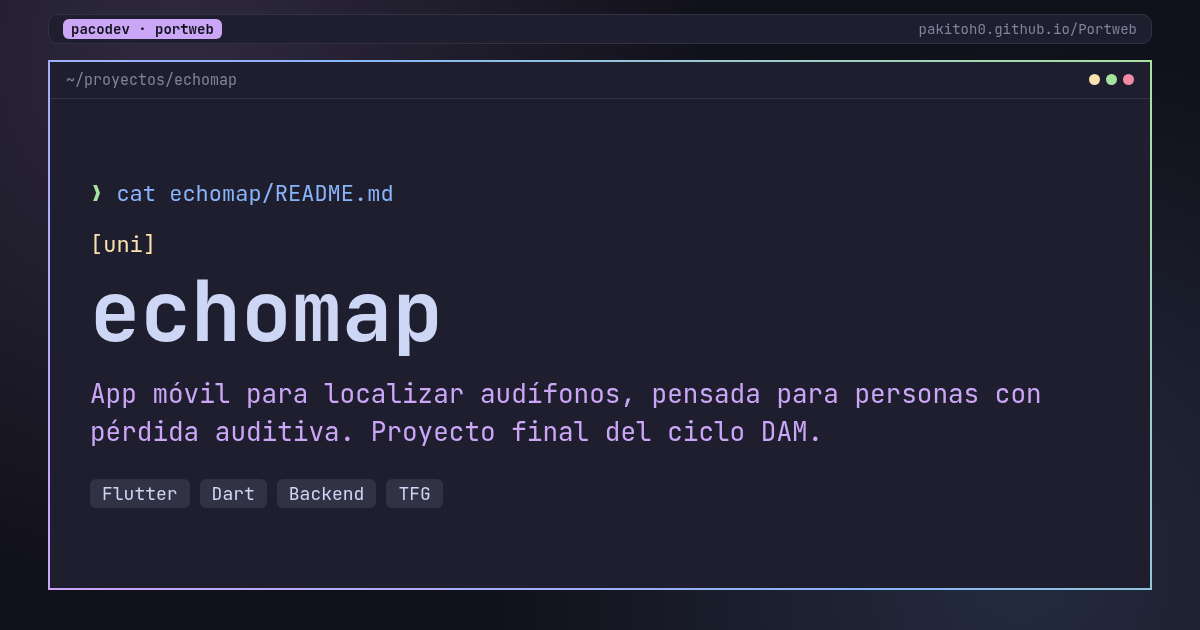 pacodev · portweb
pakitoh0.github.io/Portweb
~/proyectos/echomap
❱ cat echomap/README.md
[uni]
echomap
App móvil para localizar audífonos, pensada para personas con
pérdida auditiva. Proyecto final del ciclo DAM.
Flutter Dart Backend TFG